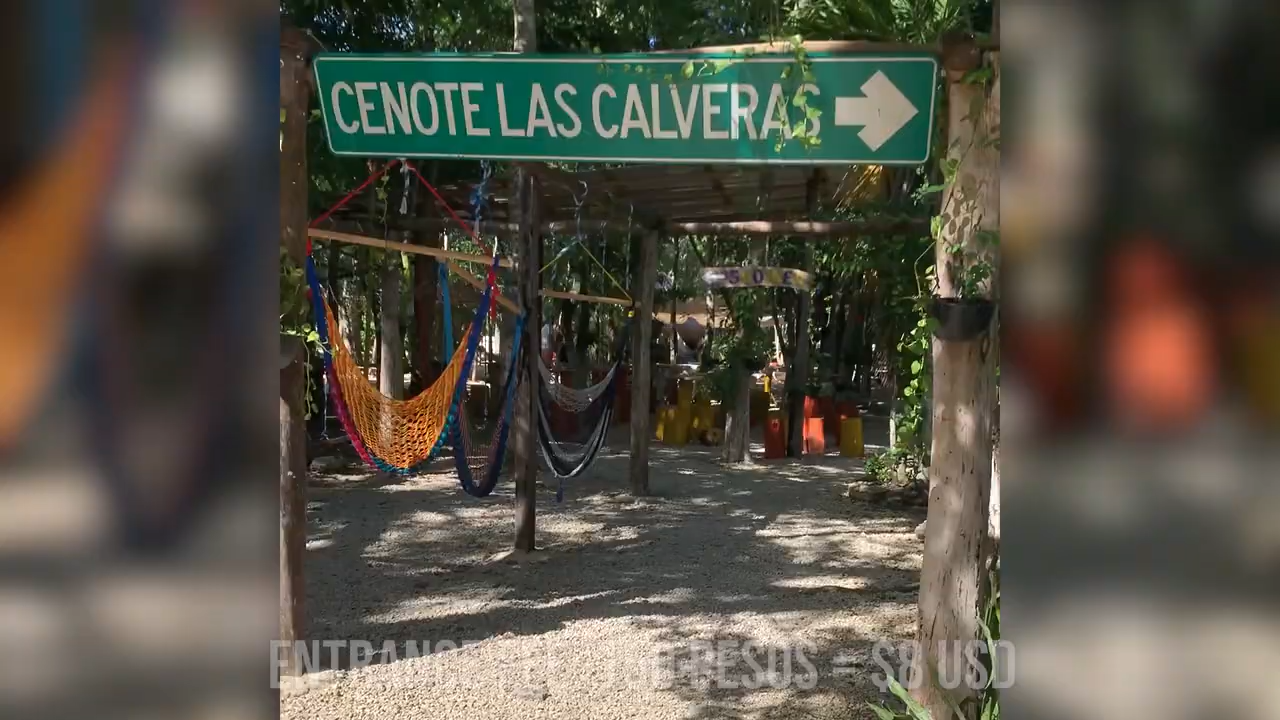 CENOTE LAS CALVERAS
ENTRANCE PESOS = $8 USD